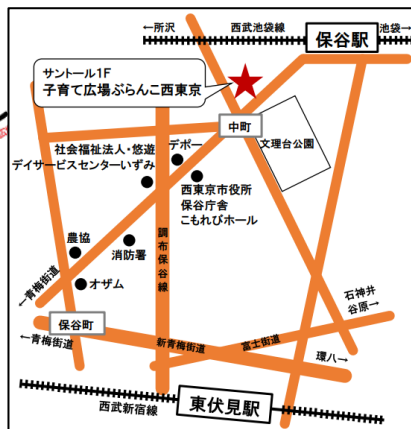 ←所沢
西武池袋線
保谷駅
池袋→
サントール1F
子育て広場ぶらんこ西東京
中町
文理台公園
社会福祉法人・悠遊
デイサービスセンターいずみ
デポー
西東京市役所
保谷庁舎
こもれびホール
農協
消防署
調布保谷線
←青梅街道
オザム
石神井
谷原→
保谷町
←青梅街道
新青梅街道
富士街道
環八→
西武新宿線
東伏見駅